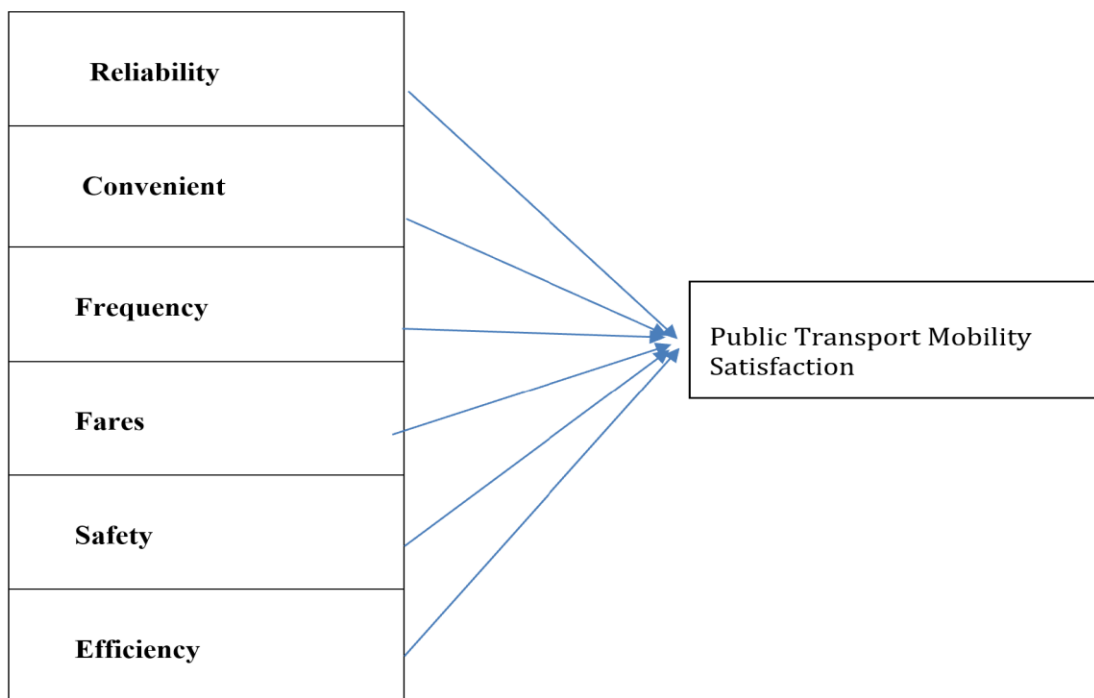 Reliability
Convenient
Frequency
Public Transport Mobility
Satisfaction
Fares
Safety
Efficiency